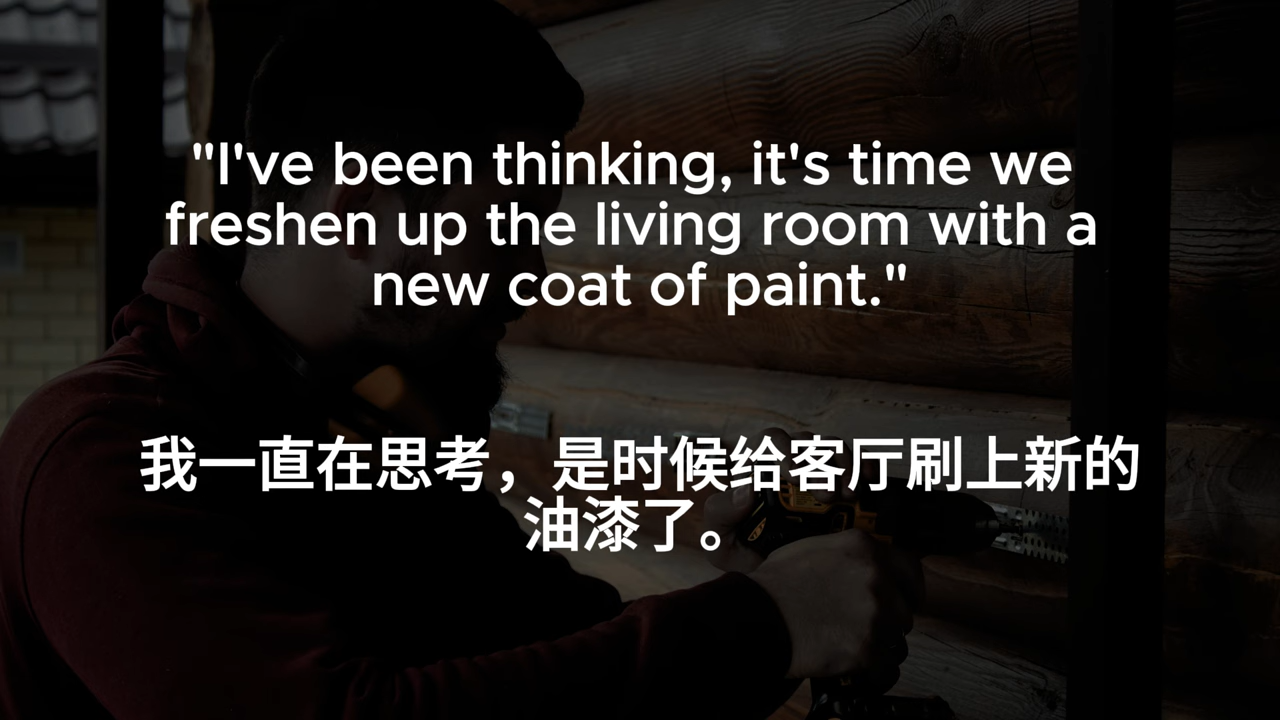 "I've been thinking, it's time we
freshen up the living room with a
new coat of paint."
我一直在思考，是时候给客厅刷上新的
油漆了。